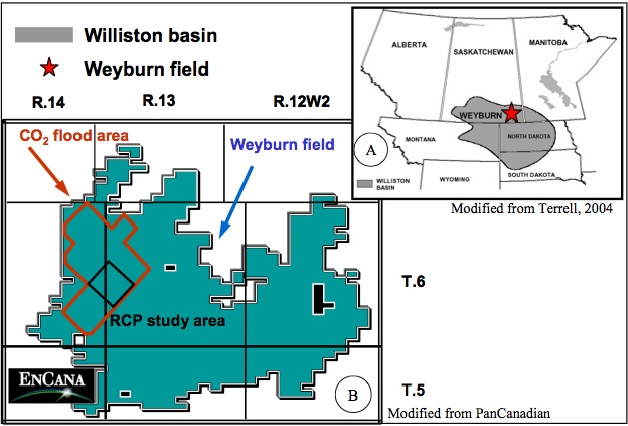 Williston basin
Weyburn field
R.14
R.13
R.12W2
CO2 flood area
Weyburn field
RCP study area
T.6
T.5
ENCANA
B
Modified from PanCanadian
ALBERTA
SASKATCHEWAN
MANITOBA
WEYBURN
MONTANA
NORTH DAKOTA
WYOMING
SOUTH DAKOTA
WILLISTON
BASIN
A
Modified from Terrell, 2004